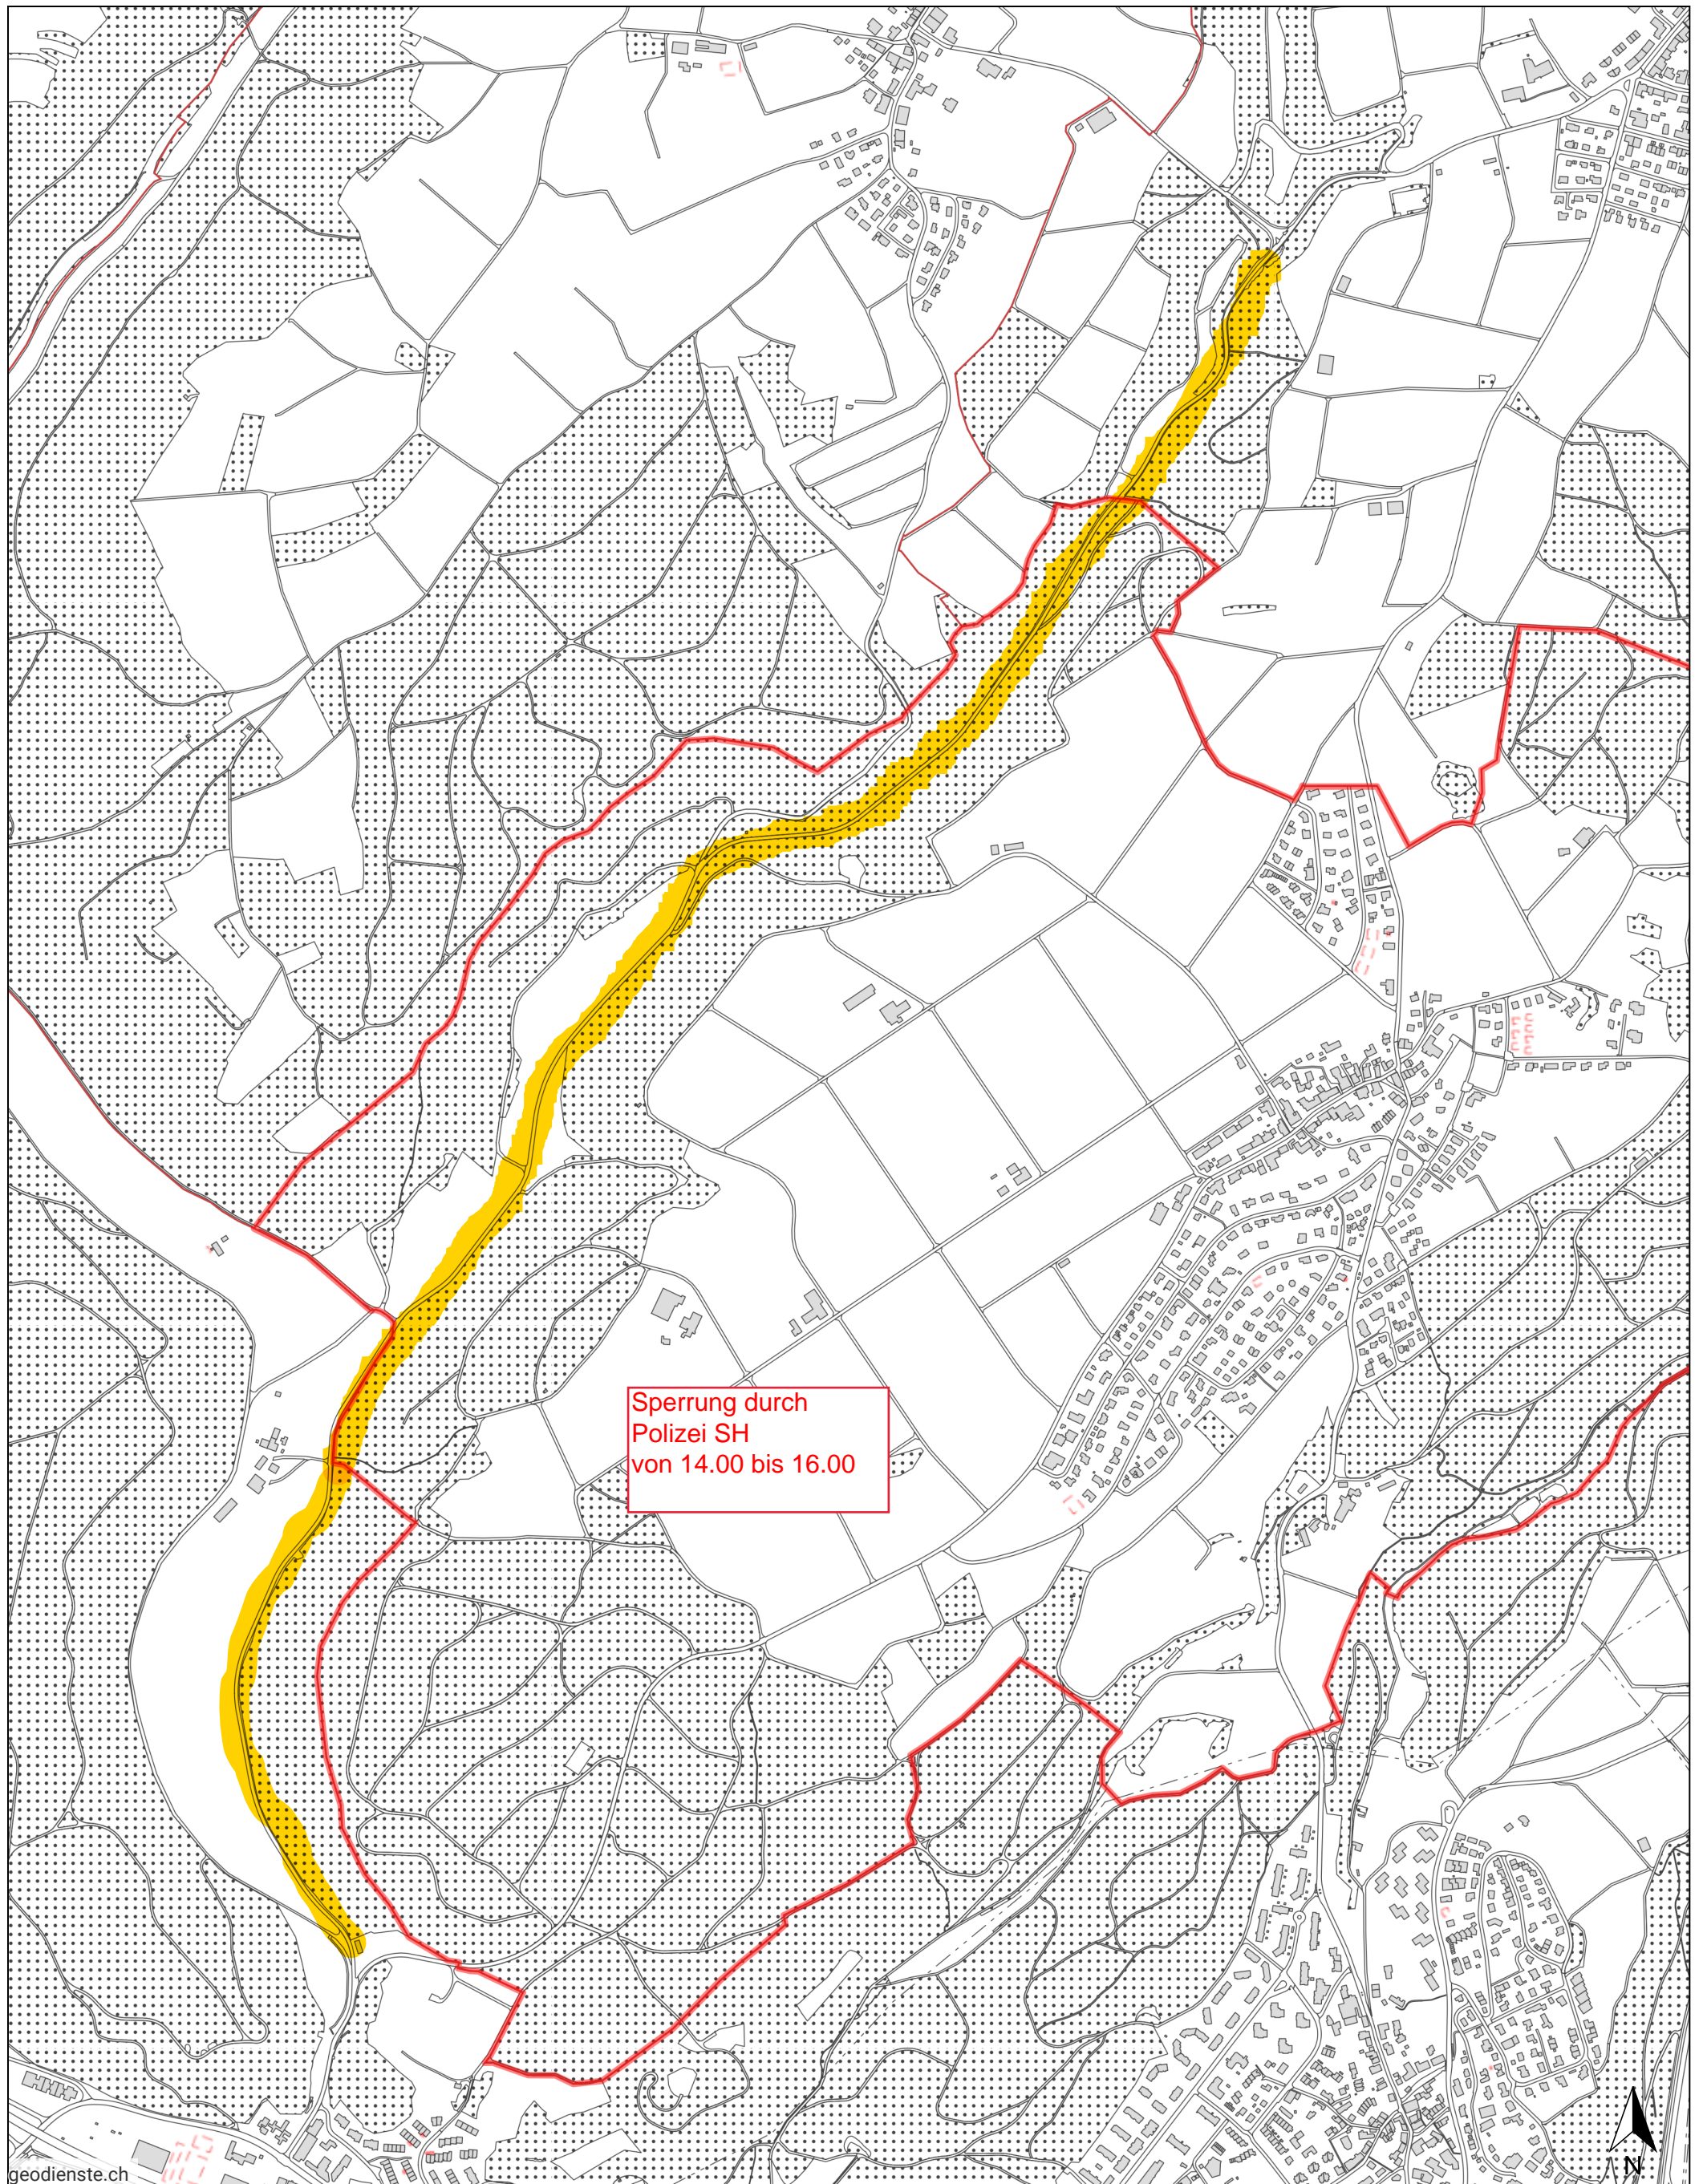 Sperrung durch
Polizei SH
von 14.00 bis 16.00
N
geodienste.ch